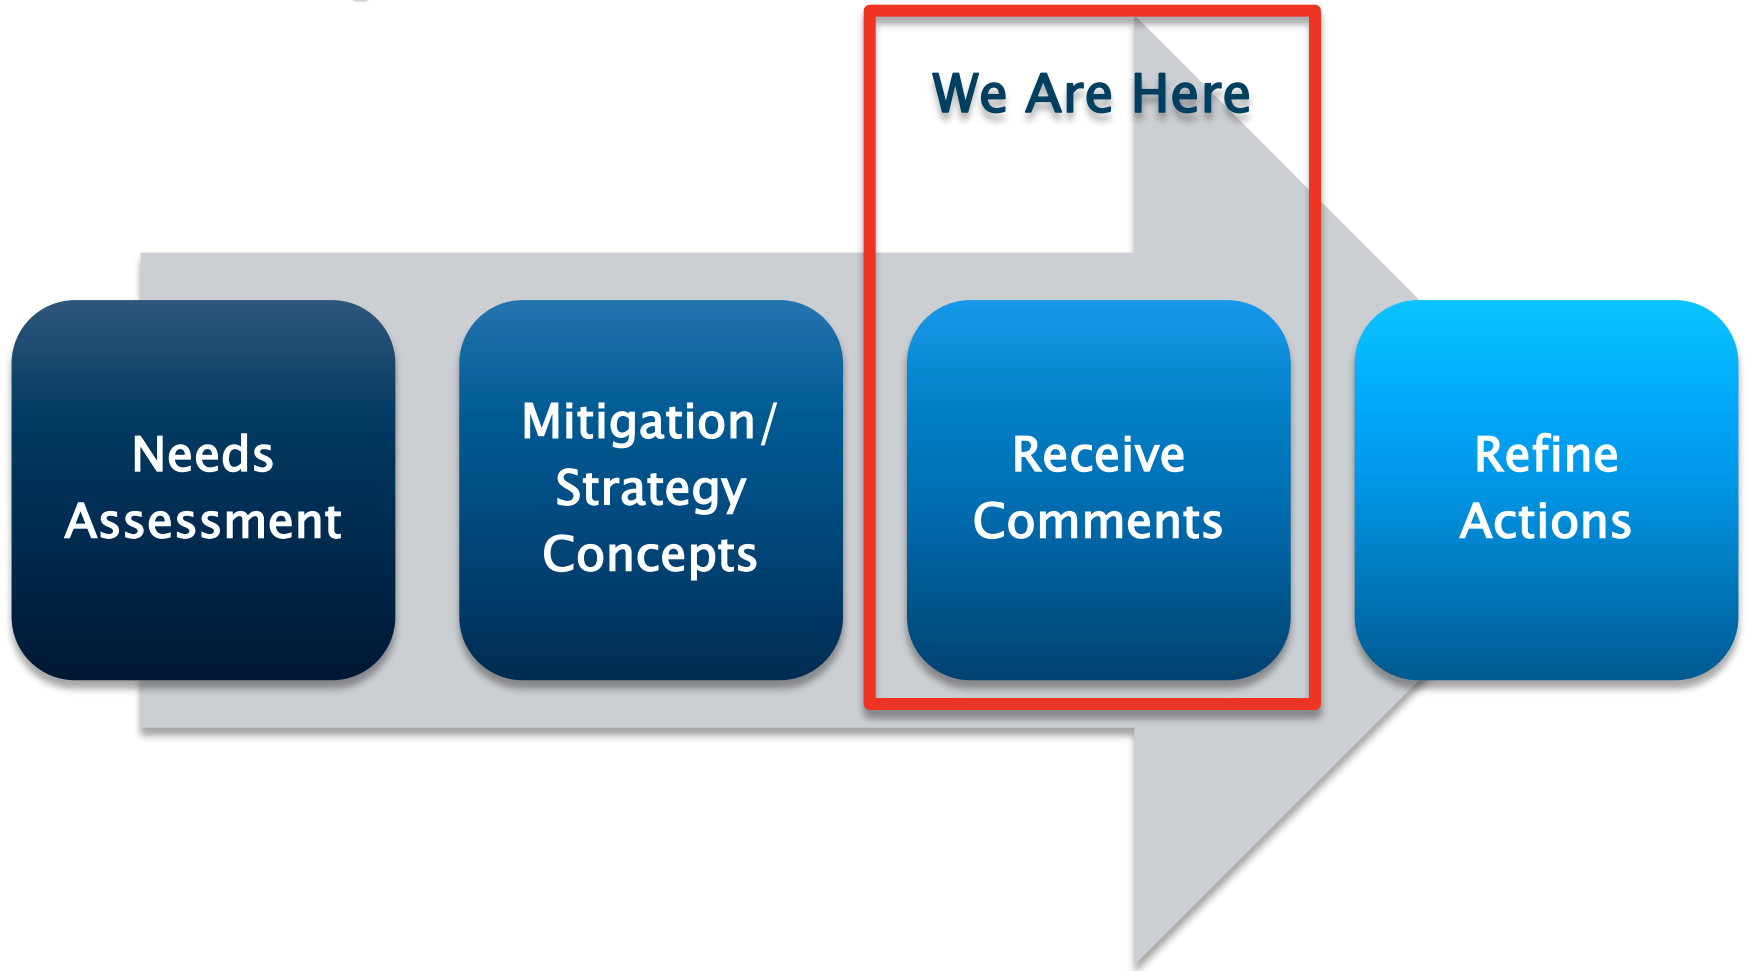 We Are Here
Needs
Assessment
Mitigation/
Strategy
Concepts
Receive
Comments
Refine
Actions